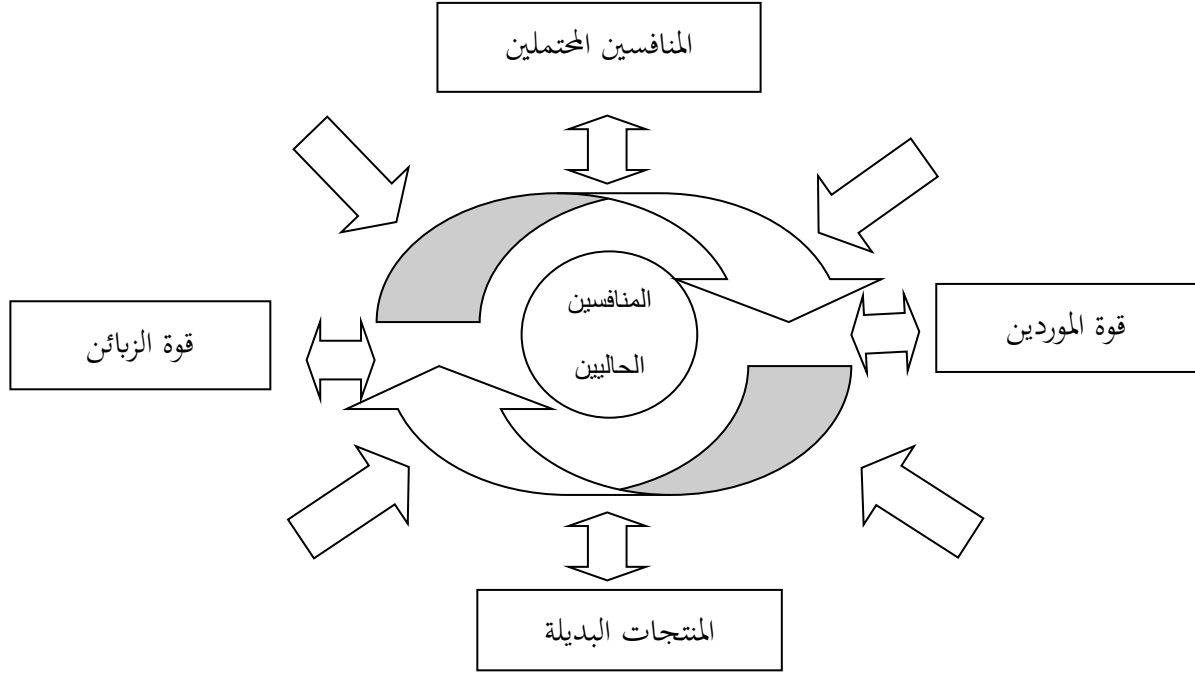 المنافسين المحتملين
قوة الموردين
المنافسين
الحاليين
قوة الزبائن
المنتجات البديلة